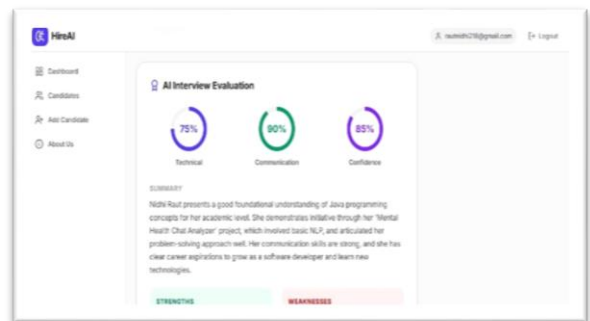 HireAI
rautnidhi218@gmail.com
Logout
Dashboard
Candidates
Add Candidate
About Us
AI Interview Evaluation
75%
90%
85%
Technical
Communication
Confidence
SUMMARY
Nidhi Raut presents a good foundational understanding of Java programming
concepts for her academic level. She demonstrates initiative through her 'Mental
Health Chat Analyzer' project, which involved basic NLP, and articulated her
problem-solving approach well. Her communication skills are strong, and she has
clear career aspirations to grow as a software developer and learn new
technologies.
STRENGTHS
WEAKNESSES